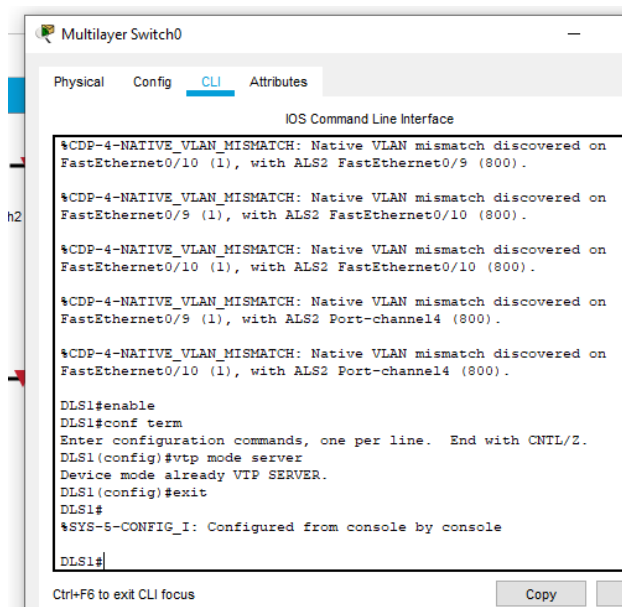 Multilayer Switch0
Physical Config CLI Attributes
IOS Command Line Interface
%CDP-4-NATIVE_VLAN_MISMATCH: Native VLAN mismatch discovered on
FastEthernet0/10 (1), with ALS2 FastEthernet0/9 (800).
%CDP-4-NATIVE_VLAN_MISMATCH: Native VLAN mismatch discovered on
FastEthernet0/9 (1), with ALS2 FastEthernet0/10 (800).
%CDP-4-NATIVE_VLAN_MISMATCH: Native VLAN mismatch discovered on
FastEthernet0/10 (1), with ALS2 FastEthernet0/10 (800).
%CDP-4-NATIVE_VLAN_MISMATCH: Native VLAN mismatch discovered on
FastEthernet0/9 (1), with ALS2 Port-channel4 (800).
%CDP-4-NATIVE_VLAN_MISMATCH: Native VLAN mismatch discovered on
FastEthernet0/10 (1), with ALS2 Port-channel4 (800).
DLS1#enable
DLS1#conf term
Enter configuration commands, one per line.  End with CNTL/Z.
DLS1(config)#vtp mode server
Device mode already VTP SERVER.
DLS1(config)#exit
DLS1#
%SYS-5-CONFIG_I: Configured from console by console
DLS1#
Ctrl+F6 to exit CLI focus
Copy
h2